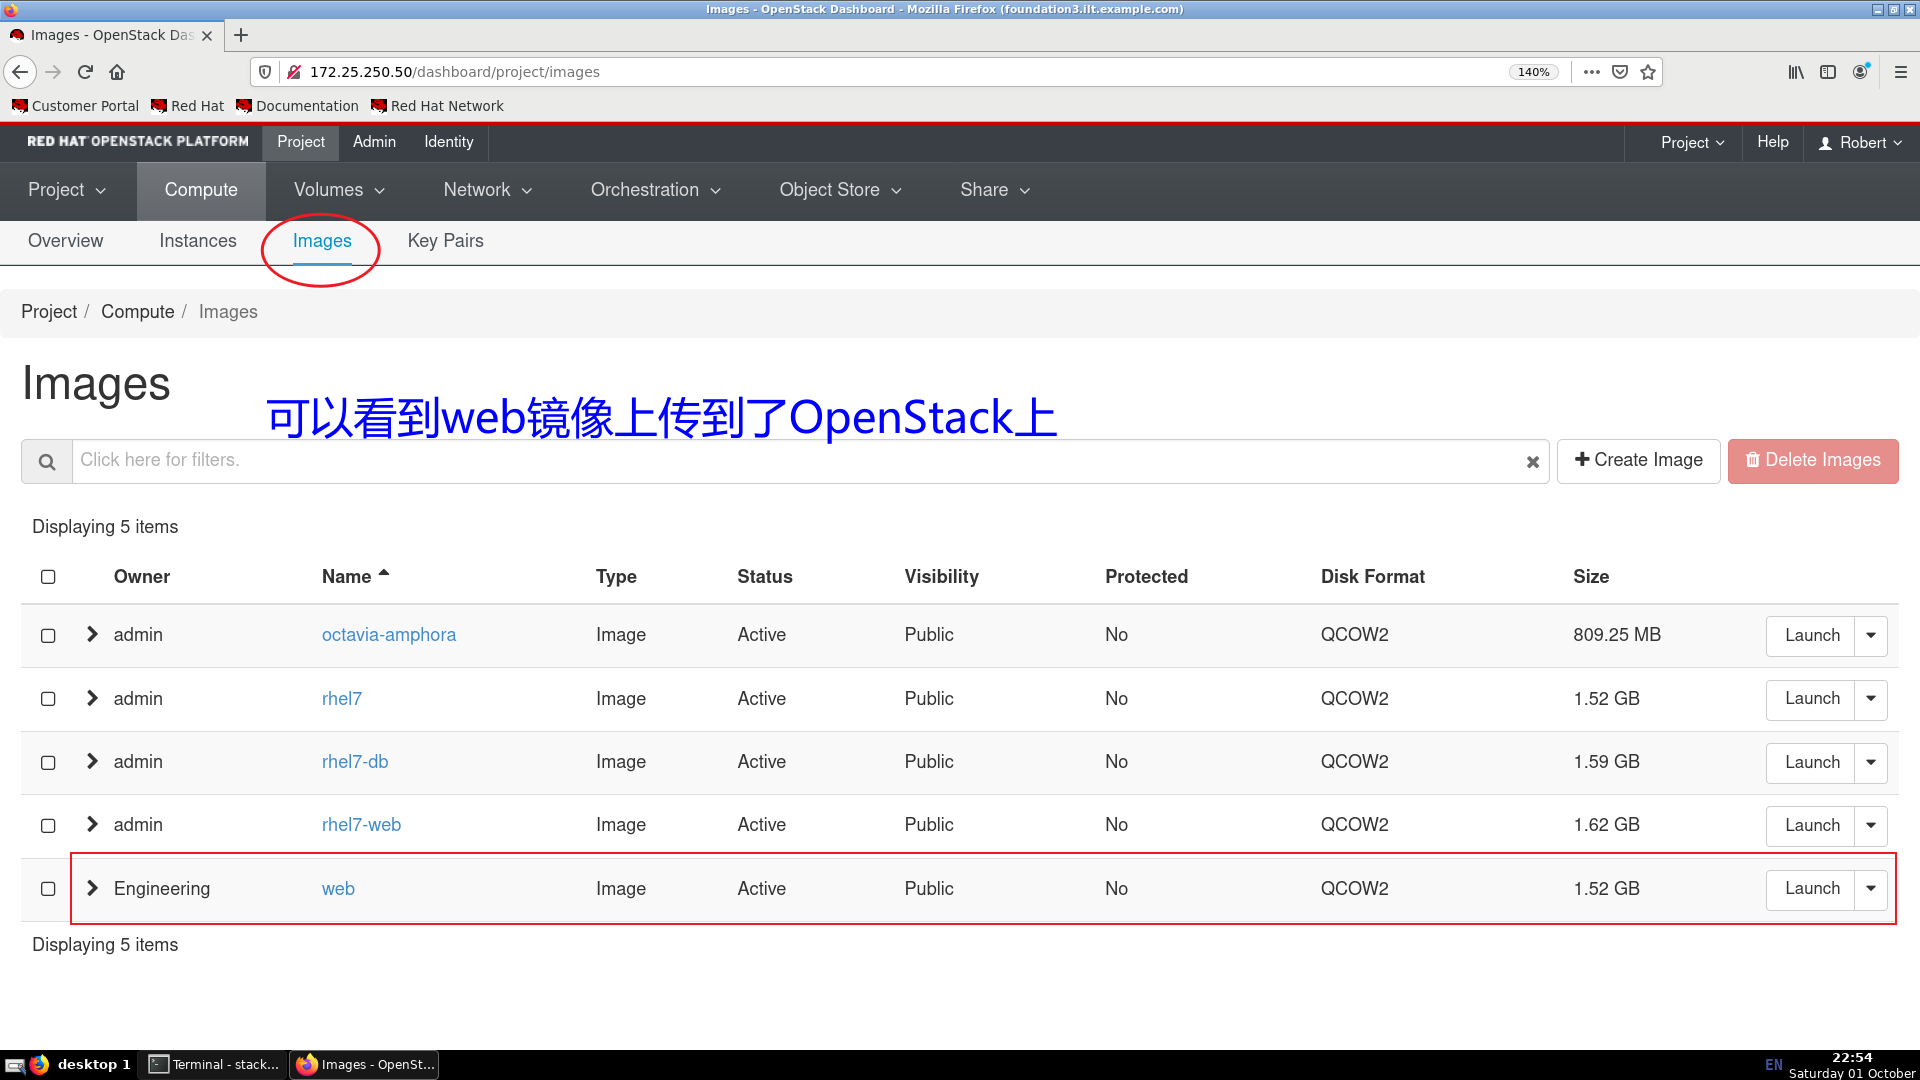 Images - OpenStack Dashboard - Mozilla Firefox (foundation3.ilt.example.com)
Images - OpenStack Das
172.25.250.50/dashboard/project/images 140%
Customer Portal Red Hat Documentation Red Hat Network
RED HAT OPENSTACK PLATFORM Project Admin Identity Project Help Robert
Project Compute Volumes Network Orchestration Object Store Share
Overview Instances Images Key Pairs
Project / Compute / Images
Images
可以看到web镜像上传到了OpenStack上
Click here for filters. Create Image Delete Images
Displaying 5 items
Owner Name Type Status Visibility Protected Disk Format Size
admin octavia-amphora Image Active Public No QCOW2 809.25 MB Launch
admin rhel7 Image Active Public No QCOW2 1.52 GB Launch
admin rhel7-db Image Active Public No QCOW2 1.59 GB Launch
admin rhel7-web Image Active Public No QCOW2 1.62 GB Launch
Engineering web Image Active Public No QCOW2 1.52 GB Launch
Displaying 5 items
desktop 1 Terminal - stack... Images - OpenSt... EN 22:54
Saturday 01 October